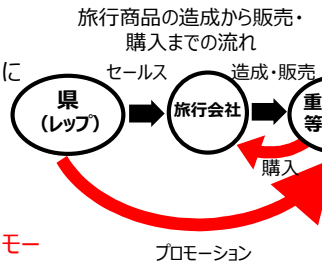 旅行商品の造成から販売・
購入までの流れ
に
セールス
造成・販売
県
(レップ)
旅行会社
重
等
購入
モー
プロモーション